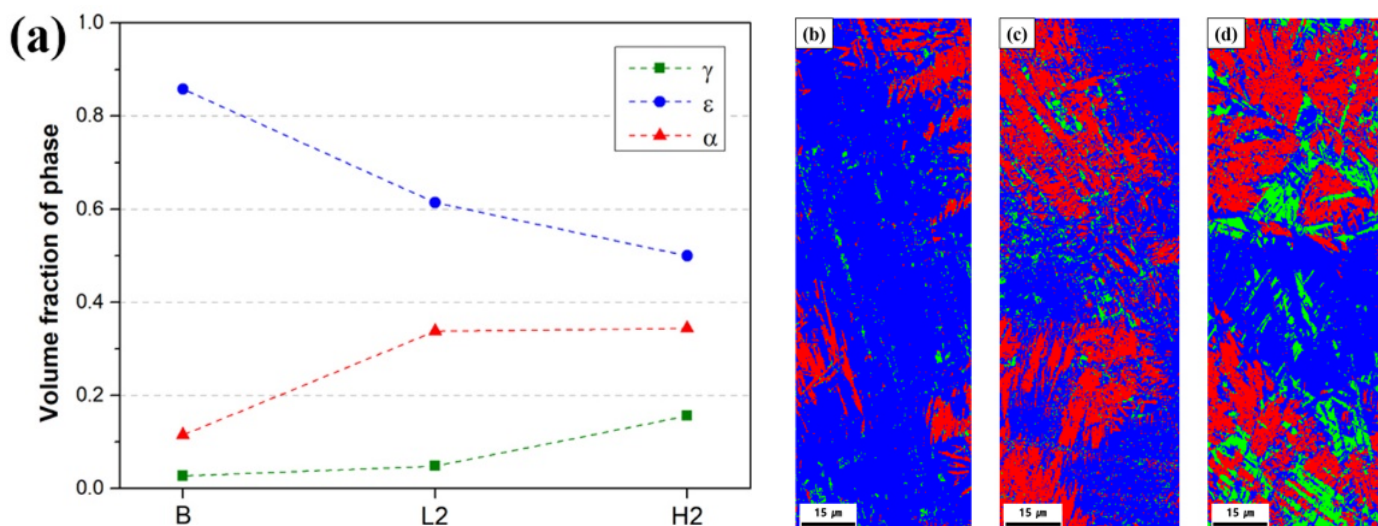 (a)
Volume fraction of phase
1.0
0.8
0.6
0.4
0.2
0.0
B
L2
H2
γ
ε
α
(b)
15 μm
(c)
15 μm
(d)
15 μm